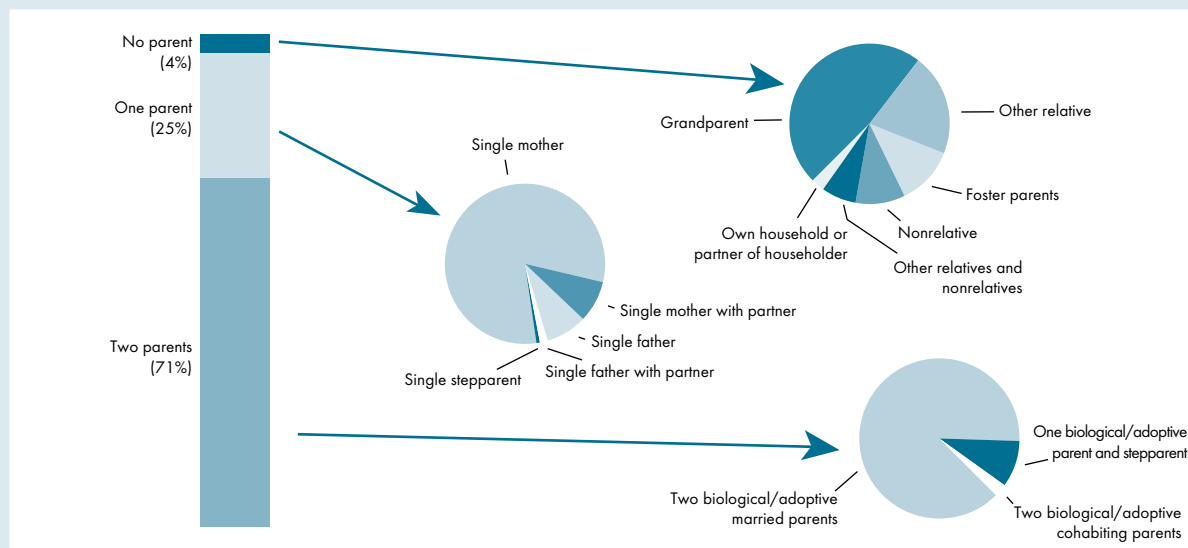 No parent
(4%)
One parent
(25%)
Two parents
(71%)
Grandparent
Other relative
Foster parents
Nonrelative
Other relatives and
nonrelatives
Own household or
partner of householder
Single mother
Single mother with partner
Single father
Single father with partner
Single stepparent
One biological/adoptive
parent and stepparent
Two biological/adoptive
cohabiting parents
Two biological/adoptive
married parents